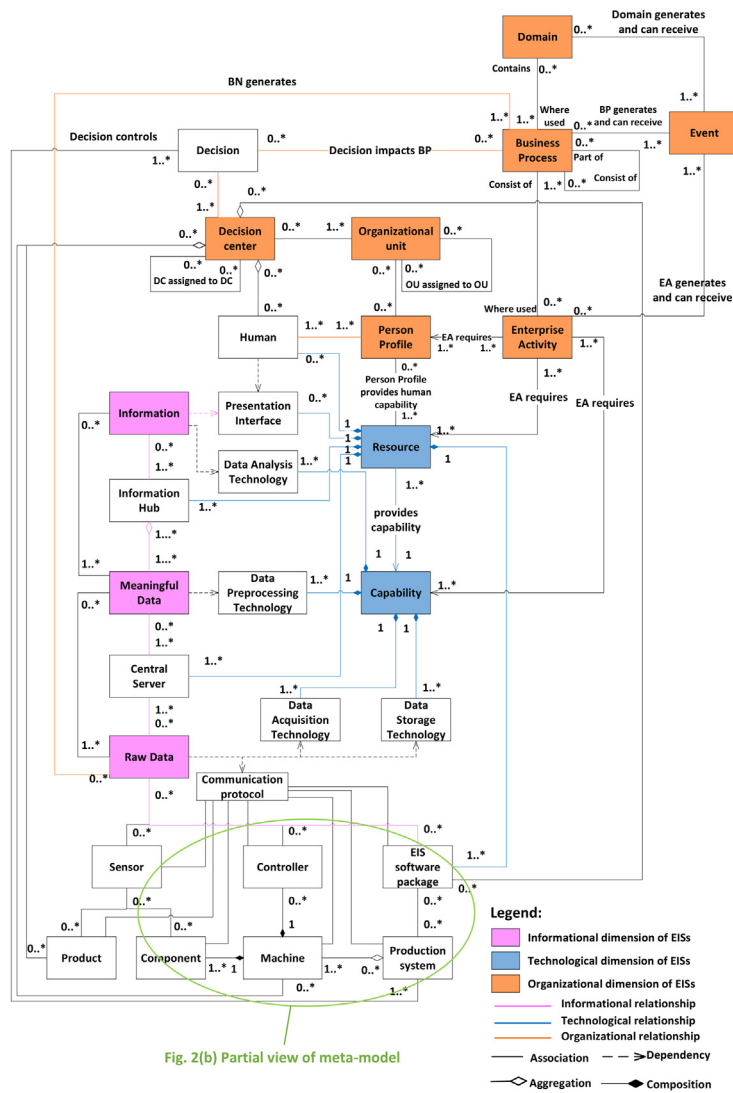 Domain
0..*
Domain generates
and can receive
Contains
0..*
BN generates
1..*
Where
used
BP generates
and can receive
0..*
1..*
1..*
Event
Decision controls
1..*
Decision
0..*
Decision impacts BP
0..*
Business
Process
0..*
Part of
Consist of
1..*
1..*
Consist of
1..*
0..*
0..*
1..*
0..*
0..*
Decision
center
0..*
1..*
Organizational
unit
0..*
0..*
0..*
DC assigned to DC
0..*
0..*
0..*
OU assigned to OU
EA generates
and can receive
0..*
0..*
Where used
0..*
0..*
Human
1..*
1..*
Person
Profile
EA requires
1..*
1..*
Enterprise
Activity
1..*
0..*
0..*
1..*
Person Profile
provides human
capability
EA requires
EA requires
Information
Presentation
Interface
0..*
1
1..*
1..*
0..*
1
Resource
1
0..*
1
1
1..*
Data Analysis
Technology
1..*
1..*
Information
Hub
1..*
provides
capability
1...*
1..*
1...*
1
1
Meaningful
Data
Data
Preprocessing
Technology
1..*
1
Capability
1..*
0..*
0..*
1
1
1..*
Central
Server
1..*
1..*
1..*
1..*
0..*
Data
Acquisition
Technology
Data
Storage
Technology
1..*
Raw Data
0..*
Communication
protocol
0..*
0..*
0..*
0..*
Sensor
Controller
EIS
software
package
1..*
0..*
0..*
0..*
0..*
0..*
0..*
0..*
1
0..*
Product
Component
1..*
1
Machine
1..*
0..*
Production
system
0..*
1..*
Legend:
Informational dimension of EISs
Technological dimension of EISs
Organizational dimension of EISs
Informational relationship
Technological relationship
Organizational relationship
Association
Dependency
Aggregation
Composition
Fig. 2(b) Partial view of meta-model